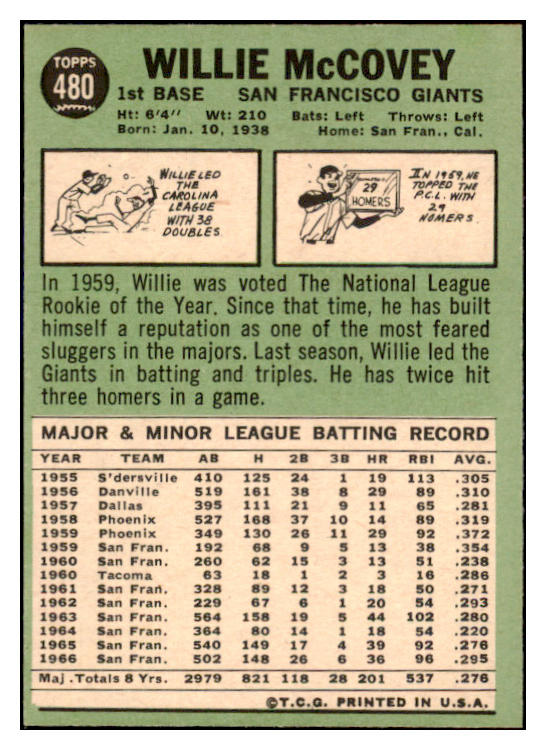 TOPPS
480
WILLIE McCOVEY
1st BASE SAN FRANCISCO GIANTS
Ht: 6'4" Wt: 210 Bats: Left Throws: Left
Born: Jan. 10, 1938 Home: San Fran., Cal.
WILLIE LED
THE
CAROLINA
LEAGUE
WITH 38
DOUBLES.
29
HOMERS
IN 1959, HE
TOPPED THE
P.C.L. WITH
29
HOMERS.
In 1959, Willie was voted The National League
Rookie of the Year. Since that time, he has built
himself a reputation as one of the most feared
sluggers in the majors. Last season, Willie led the
Giants in batting and triples. He has twice hit
three homers in a game.
MAJOR & MINOR LEAGUE BATTING RECORD
YEAR TEAM AB H 2B 3B HR RBI AVG.
1955 S'dersville 410 125 24 1 19 113 .305
1956 Danville 519 161 38 8 29 89 .310
1957 Dallas 395 111 21 9 11 65 .281
1958 Phoenix 527 168 37 10 14 89 .319
1959 Phoenix 349 130 26 11 29 92 .372
1959 San Fran. 192 68 9 5 13 38 .354
1960 San Fran. 260 62 15 3 13 51 .238
1960 Tacoma 63 18 1 2 3 16 .286
1961 San Fran. 328 89 12 3 18 50 .271
1962 San Fran. 229 67 6 1 20 54 .293
1963 San Fran. 564 158 19 5 44 102 .280
1964 San Fran. 364 80 14 1 18 54 .220
1965 San Fran. 540 149 17 4 39 92 .276
1966 San Fran. 502 148 26 6 36 96 .295
Maj. Totals 8 Yrs. 2979 821 118 28 201 537 .276
©T.C.G. PRINTED IN U.S.A.